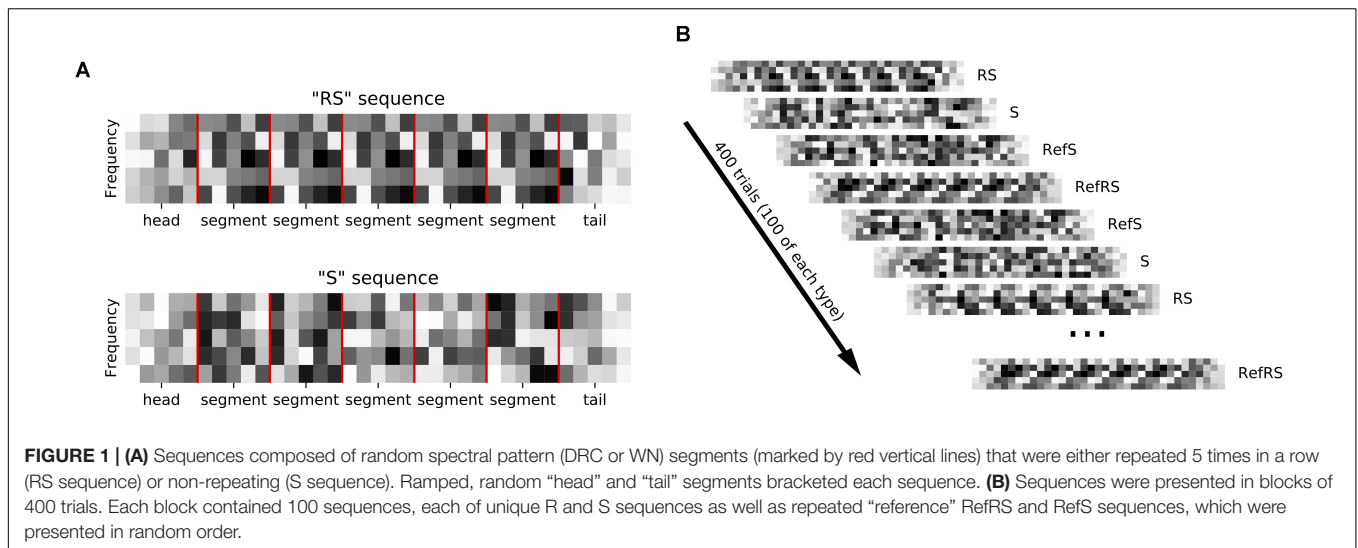 A
"RS" sequence
Frequency
head segment segment segment segment segment tail
"S" sequence
Frequency
head segment segment segment segment segment tail
B
RS
S
RefS
RefRS
RefS
S
RS
...
RefRS
400 trials (100 of each type)
FIGURE 1 | (A) Sequences composed of random spectral pattern (DRC or WN) segments (marked by red vertical lines) that were either repeated 5 times in a row
(RS sequence) or non-repeating (S sequence). Ramped, random “head” and “tail” segments bracketed each sequence. (B) Sequences were presented in blocks of
400 trials. Each block contained 100 sequences, each of unique R and S sequences as well as repeated “reference” RefRS and RefS sequences, which were
presented in random order.